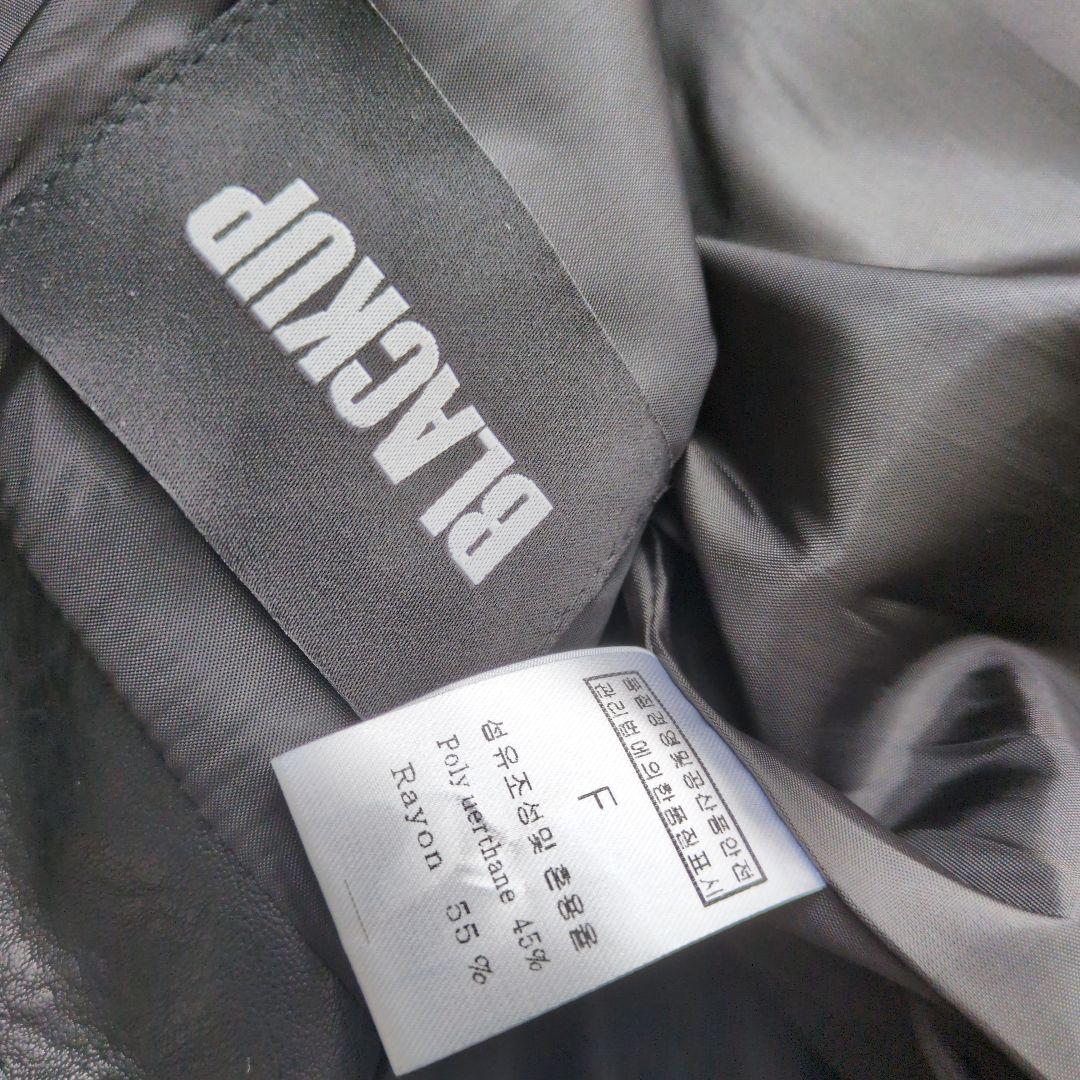 BLACKUP
품질경영및공산품안전
관리법에의한품질표시
F
섬유조성및 혼용율
Poly uerthane 45%
Rayon 55 %